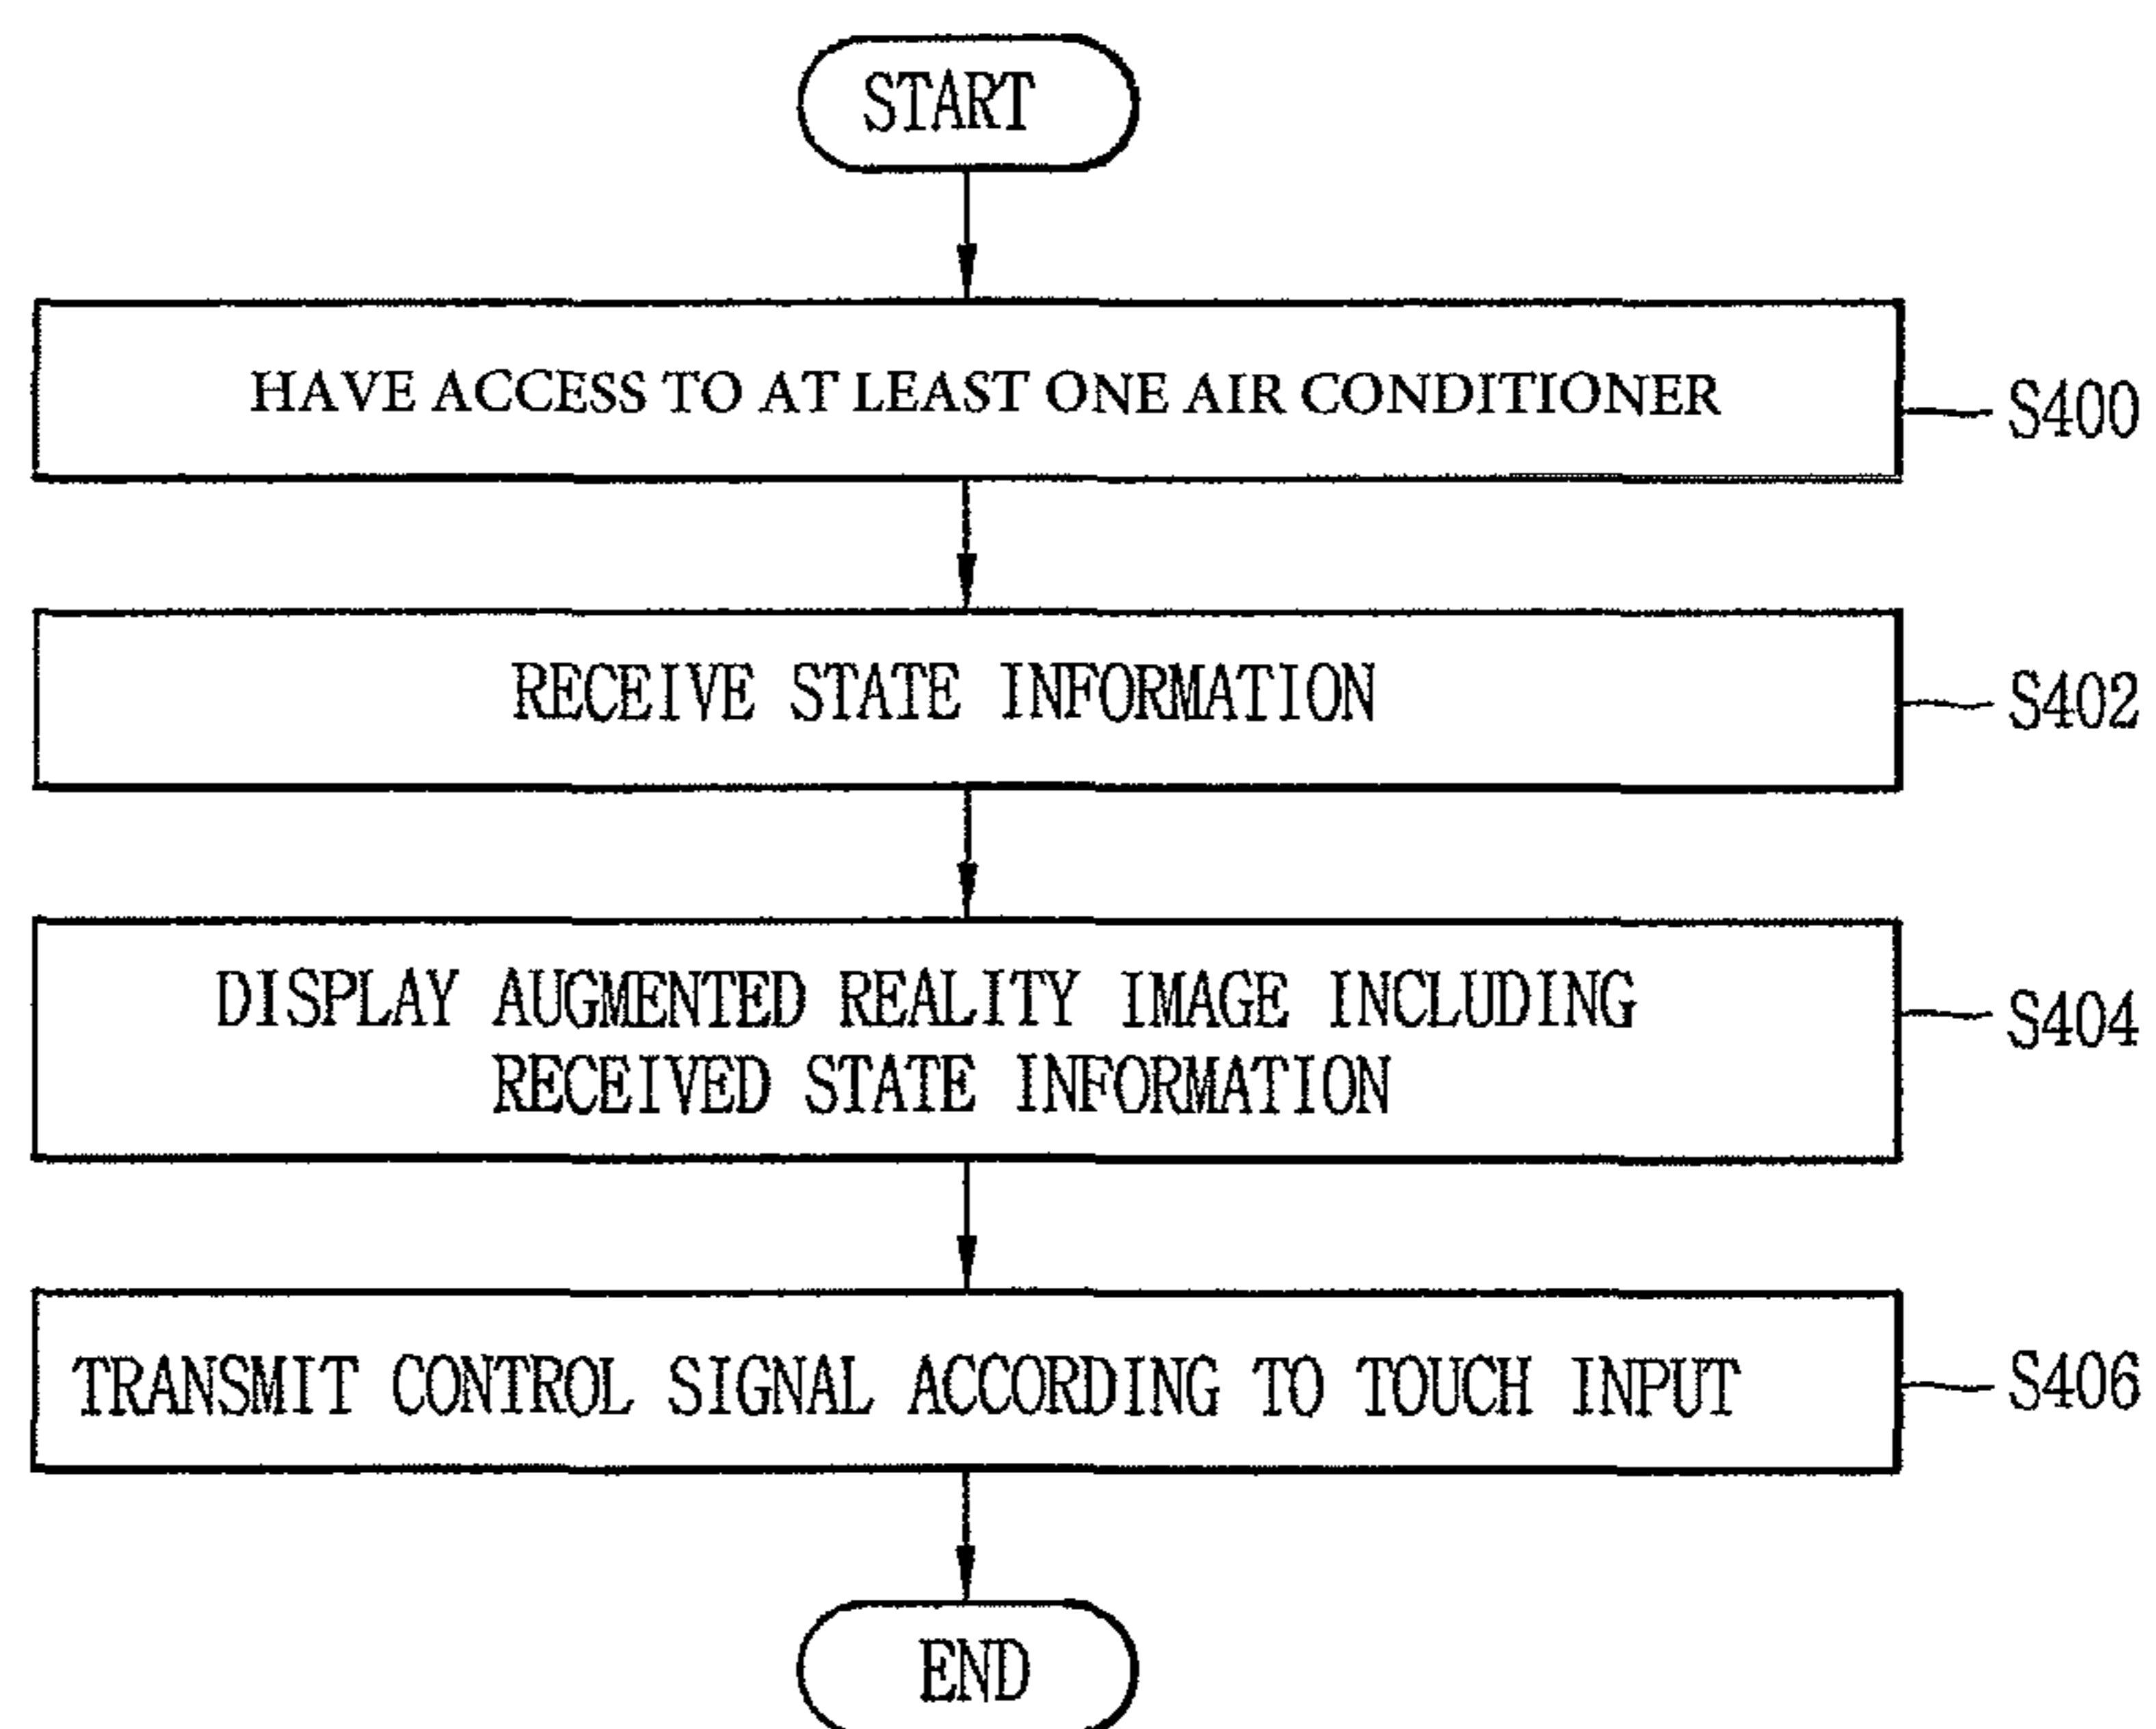 START
HAVE ACCESS TO AT LEAST ONE AIR CONDITIONER
S400
RECEIVE STATE INFORMATION
S402
DISPLAY AUGMENTED REALITY IMAGE INCLUDING
RECEIVED STATE INFORMATION
S404
TRANSMIT CONTROL SIGNAL ACCORDING TO TOUCH INPUT
S406
END